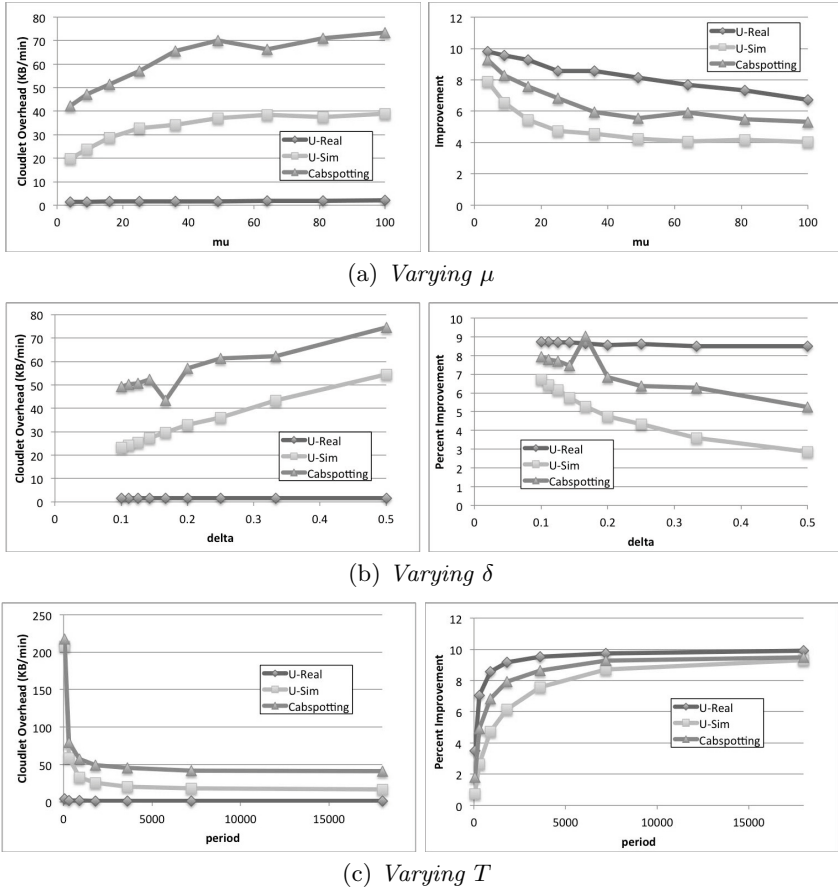 80
70
60
50
40
30
20
10
0
0 20 40 60 80 100
Cloudlet Overhead (KB/min)
mu
U-Real
U-Sim
Cabspotting
12
10
8
6
4
2
0
0 20 40 60 80 100
Improvement
mu
U-Real
U-Sim
Cabspotting
(a) Varying μ
80
70
60
50
40
30
20
10
0
0 0.1 0.2 0.3 0.4 0.5
Cloudlet Overhead (KB/min)
delta
U-Real
U-Sim
Cabspotting
10
9
8
7
6
5
4
3
2
1
0
0 0.1 0.2 0.3 0.4 0.5
Percent Improvement
delta
U-Real
U-Sim
Cabspotting
(b) Varying δ
250
200
150
100
50
0
0 5000 10000 15000
Cloudlet Overhead (KB/min)
period
U-Real
U-Sim
Cabspotting
12
10
8
6
4
2
0
0 5000 10000 15000
Percent Improvement
period
U-Real
U-Sim
Cabspotting
(c) Varying T